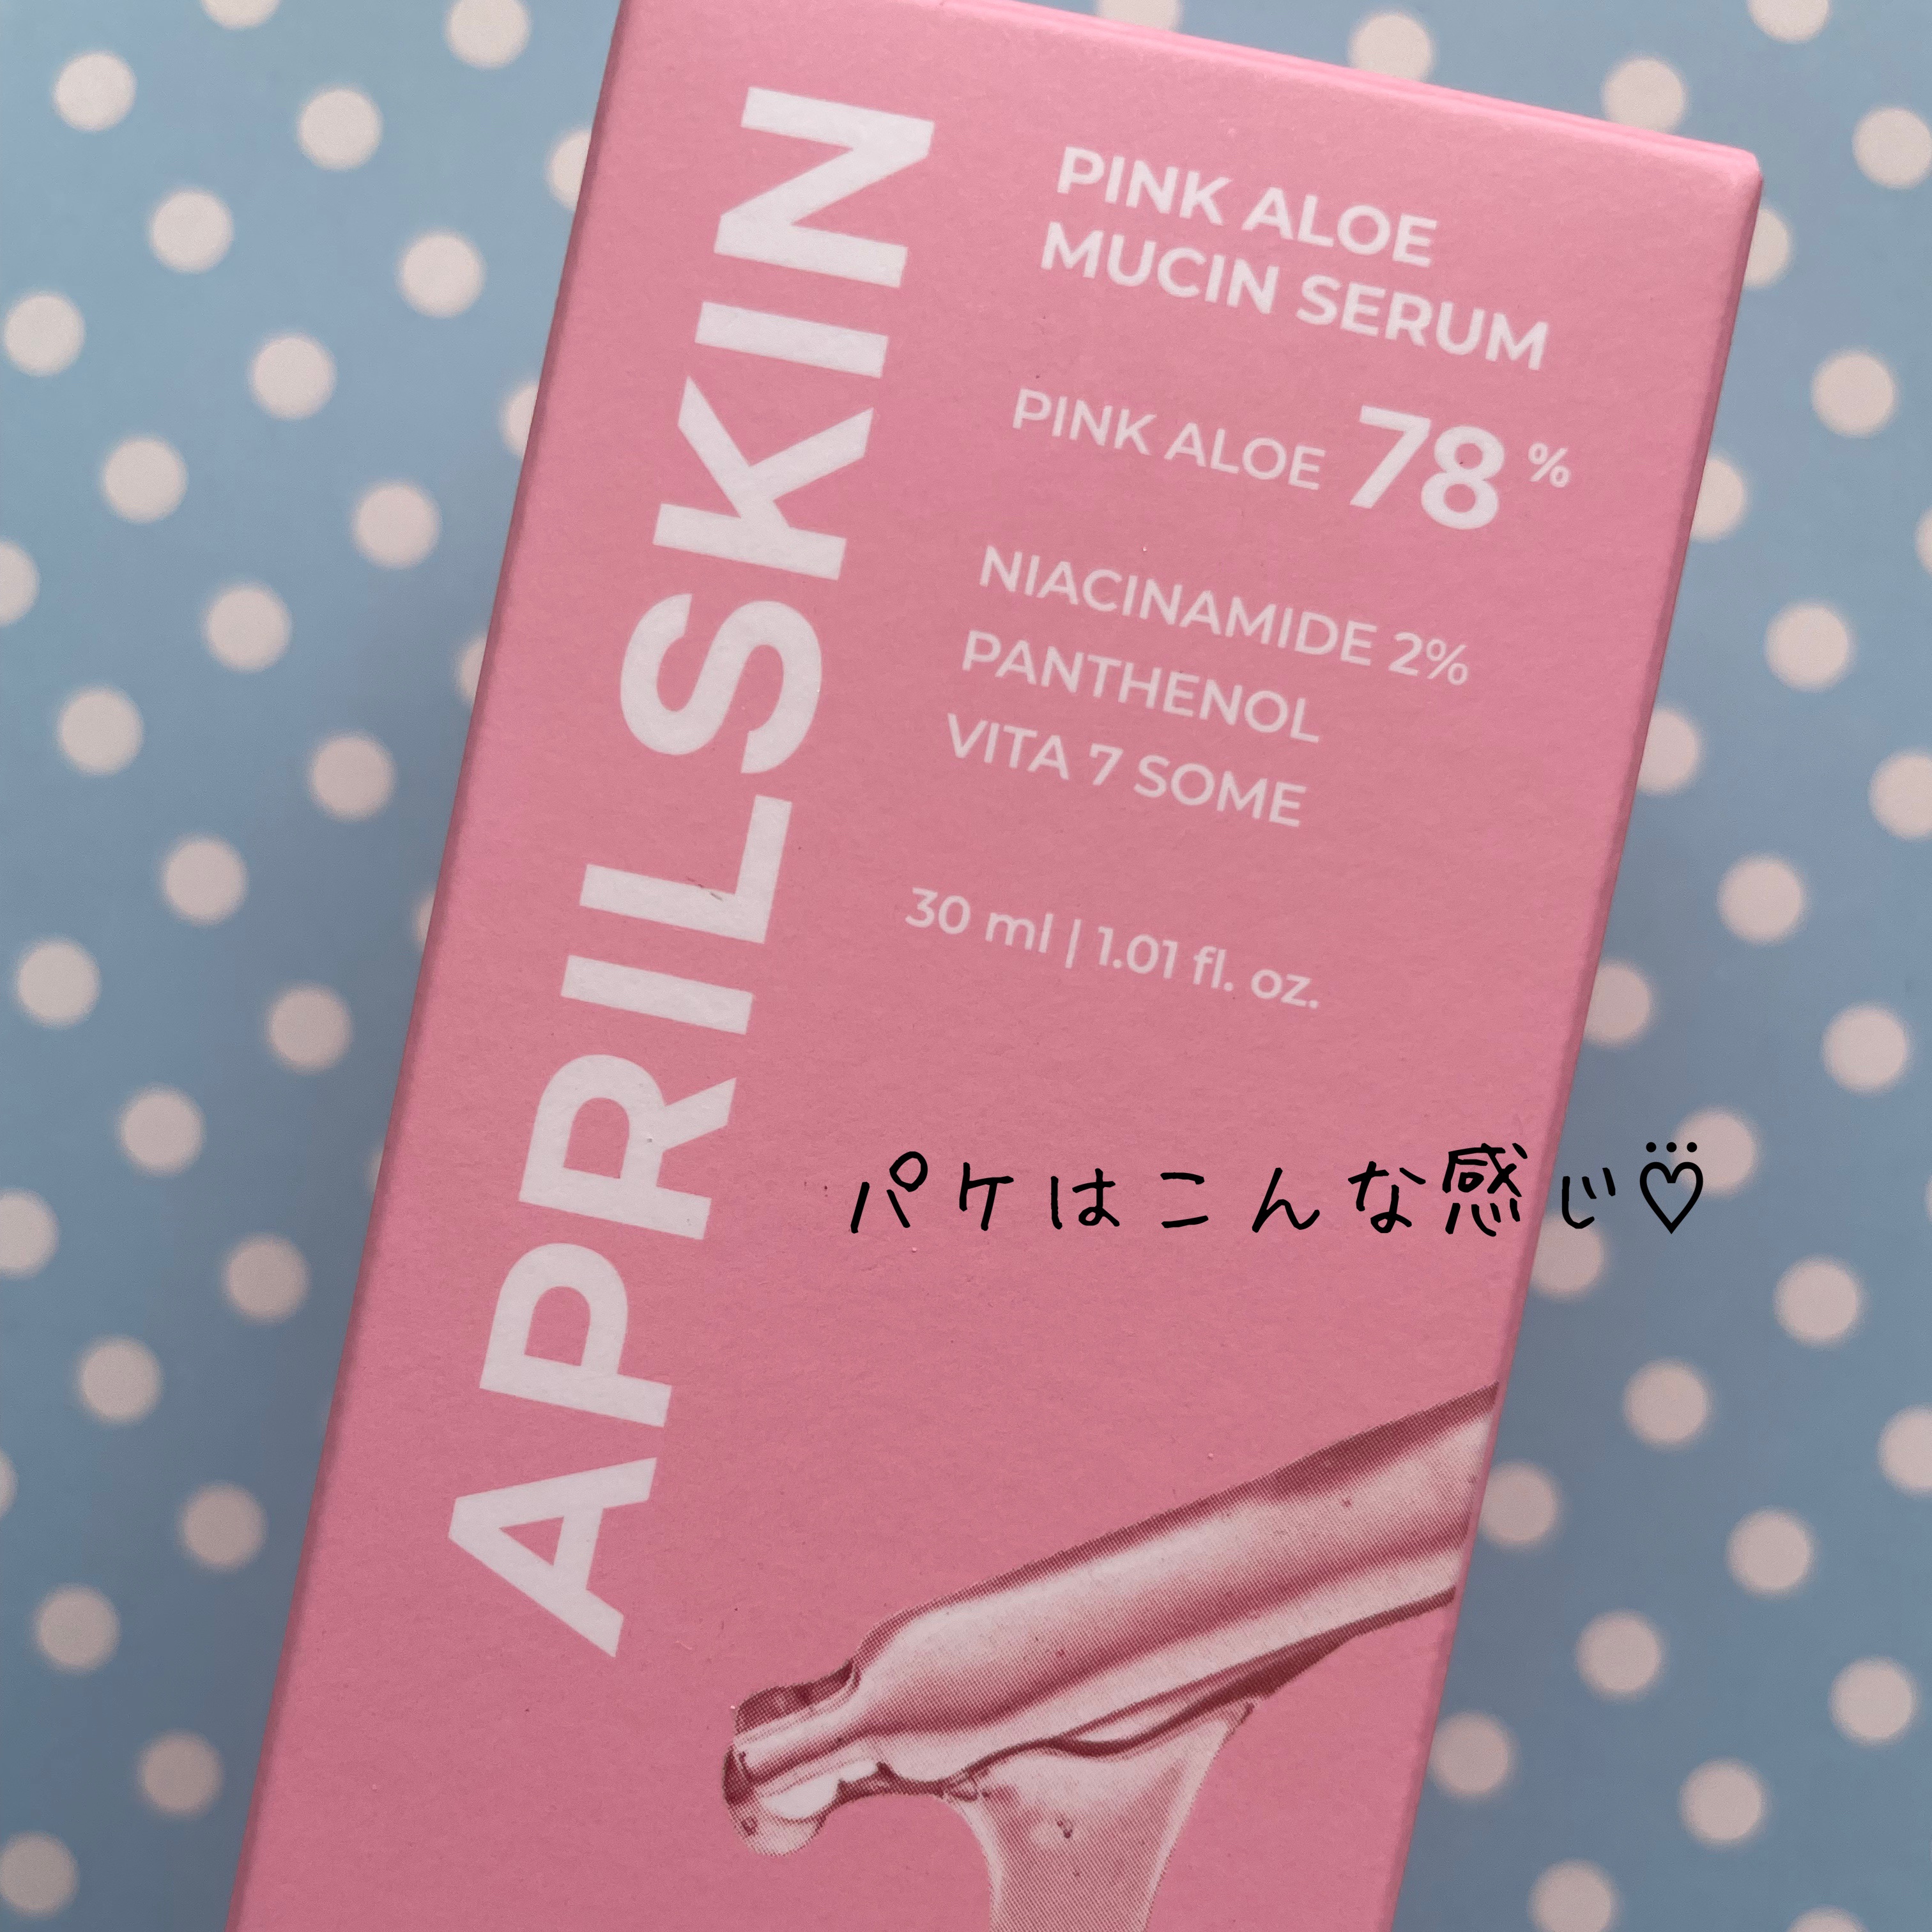 APRILSKIN
PINK ALOE
MUCIN SERUM
PINK ALOE 78%
NIACINAMIDE 2%
PANTHENOL
VITA 7 SOME
30 ml | 1.01 fl. oz.
パケはこんな感じ♡